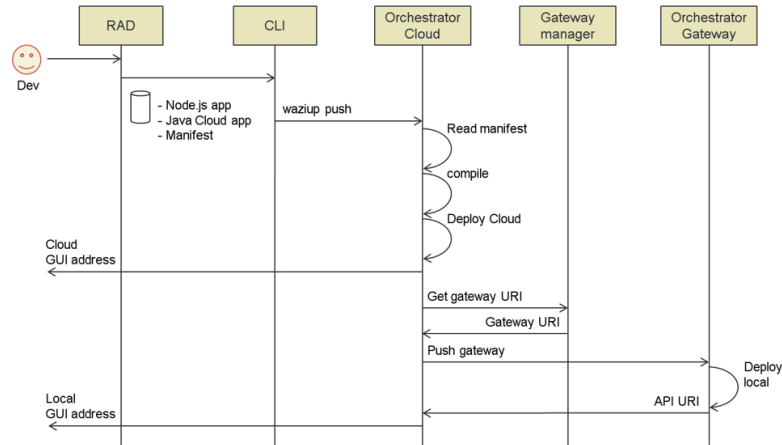 RAD
CLI
Orchestrator
Cloud
Gateway
manager
Orchestrator
Gateway
Dev
- Node.js app
- Java Cloud app
- Manifest
waziup push
Read manifest
compile
Deploy Cloud
Cloud
GUI address
Get gateway URI
Gateway URI
Push gateway
Deploy
local
API URI
Local
GUI address